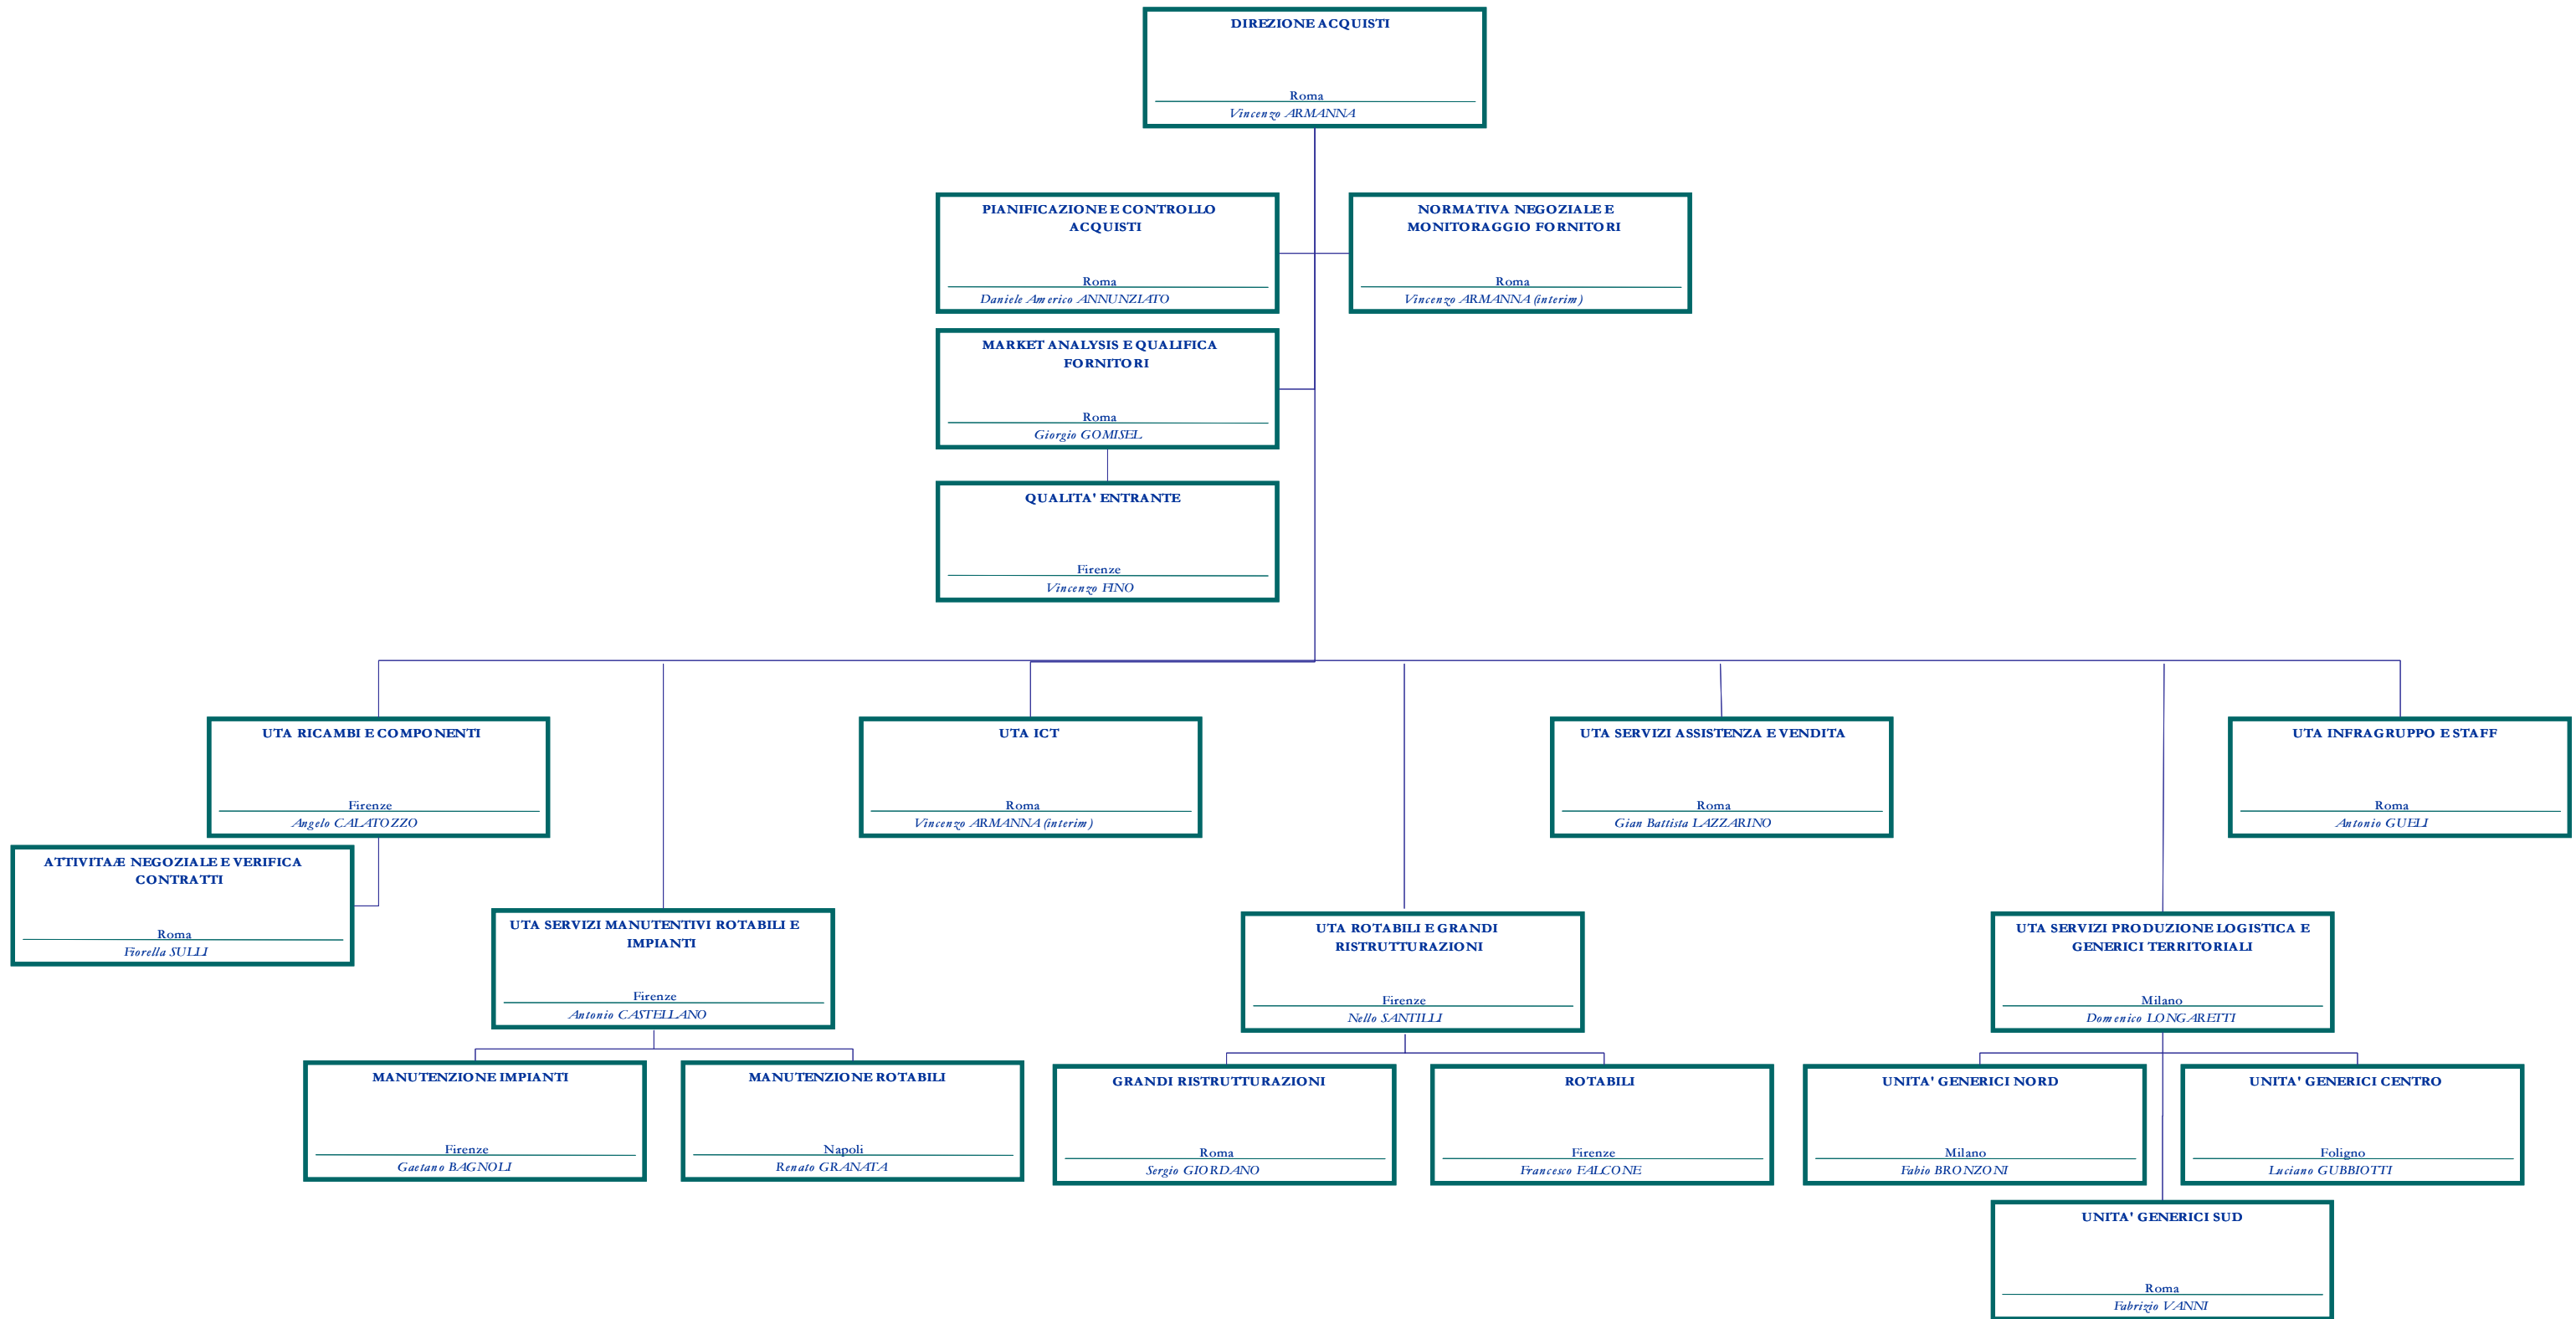 DIREZIONE ACQUISTI
Roma
Vincenzo ARMANNA
PIANIFICAZIONE E CONTROLLO
ACQUISTI
Roma
Daniele Americo ANNUNZIATO
NORMATIVA NEGOZIALE E
MONITORAGGIO FORNITORI
Roma
Vincenzo ARMANNA (interim)
MARKET ANALYSIS E QUALIFICA
FORNITORI
Roma
Giorgio GOMISEL
QUALITA' ENTRANTE
Firenze
Vincenzo FINO
UTA RICAMBI E COMPONENTI
Firenze
Angelo CALATOZZO
UTA ICT
Roma
Vincenzo ARMANNA (interim)
UTA SERVIZI ASSISTENZA E VENDITA
Roma
Gian Battista LAZZARINO
UTA INFRAGRUPPO E STAFF
Roma
Antonio GUELI
ATTIVITAÆ NEGOZIALE E VERIFICA
CONTRATTI
Roma
Fiorella SULLI
UTA SERVIZI MANUTENTIVI ROTABILI E
IMPIANTI
Firenze
Antonio CASTELLANO
UTA ROTABILI E GRANDI
RISTRUTTURAZIONI
Firenze
Nello SANTILLI
UTA SERVIZI PRODUZIONE LOGISTICA E
GENERICI TERRITORIALI
Milano
Domenico LONGARETTI
MANUTENZIONE IMPIANTI
Firenze
Gaetano BAGNOLI
MANUTENZIONE ROTABILI
Napoli
Renato GRANATA
GRANDI RISTRUTTURAZIONI
Roma
Sergio GIORDANO
ROTABILI
Firenze
Francesco FALCONE
UNITA' GENERICI NORD
Milano
Fabio BRONZONI
UNITA' GENERICI CENTRO
Foligno
Luciano GUBBIOTTI
UNITA' GENERICI SUD
Roma
Fabrizio VANNI